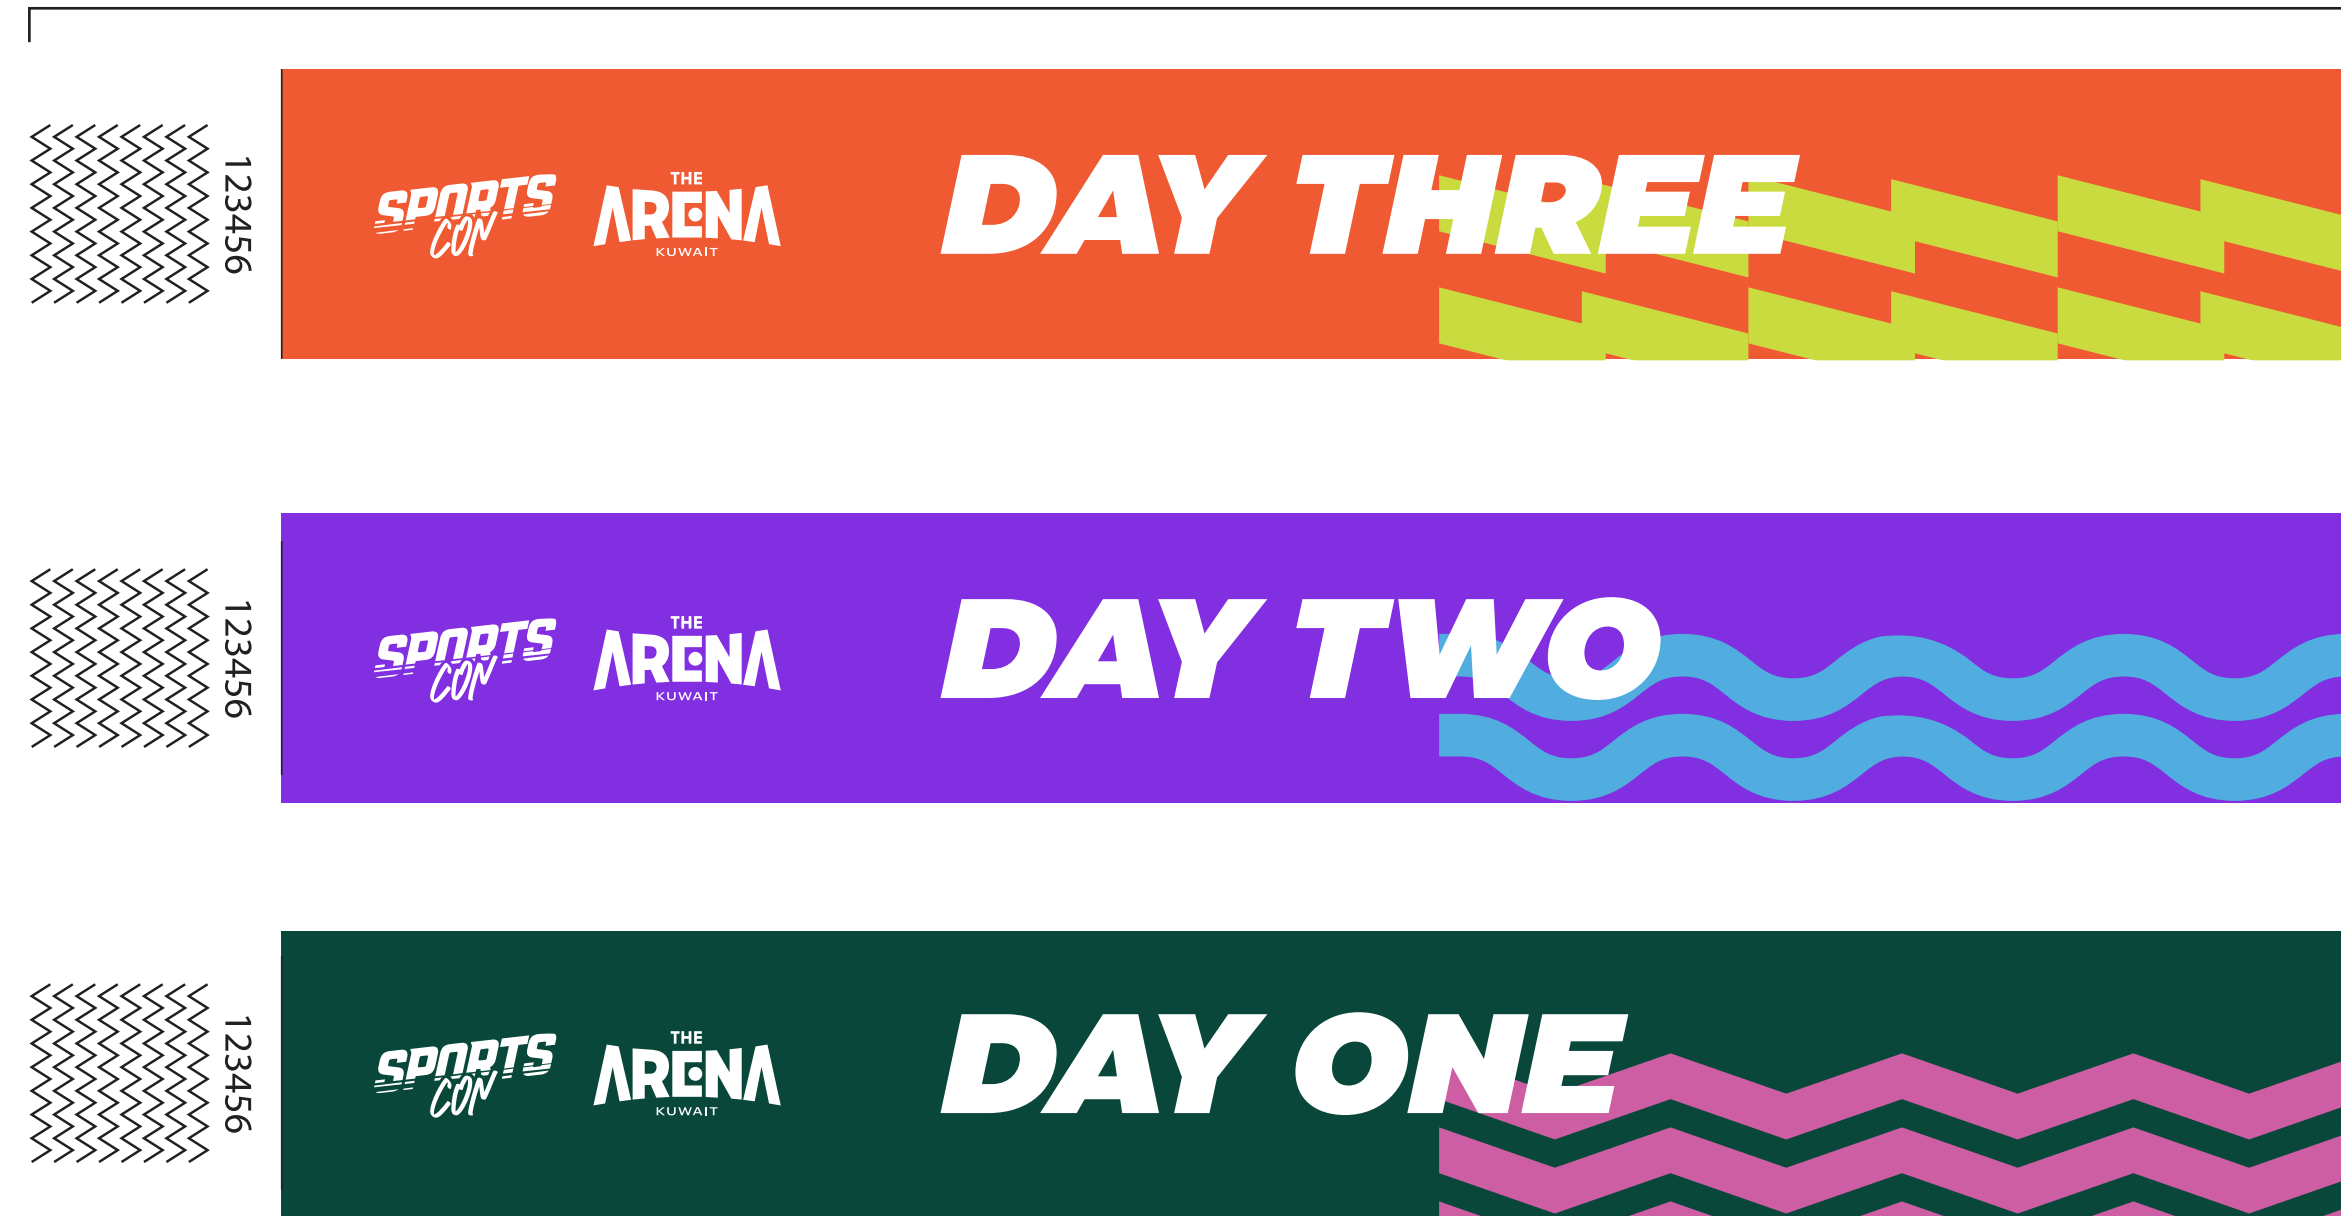 123456
SPORTS
CON
THE
ARENA
KUWAIT
DAY THREE
123456
SPORTS
CON
THE
ARENA
KUWAIT
DAY TWO
123456
SPORTS
CON
THE
ARENA
KUWAIT
DAY ONE